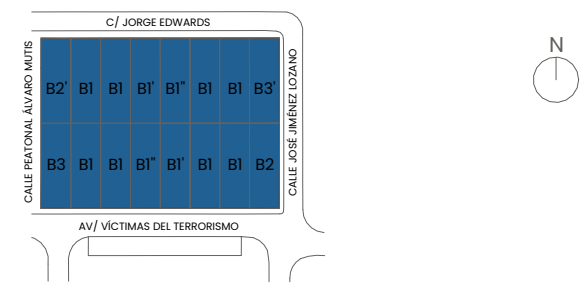 C/ JORGE EDWARDS
N
CALLE PEATONAL ÁLVARO MUTIS
B2' B1 B1 B1' B1" B1 B1 B3'
B3 B1 B1 B1" B1' B1 B1 B2
CALLE JOSÉ JIMÉNEZ LOZANO
AV/ VÍCTIMAS DEL TERRORISMO